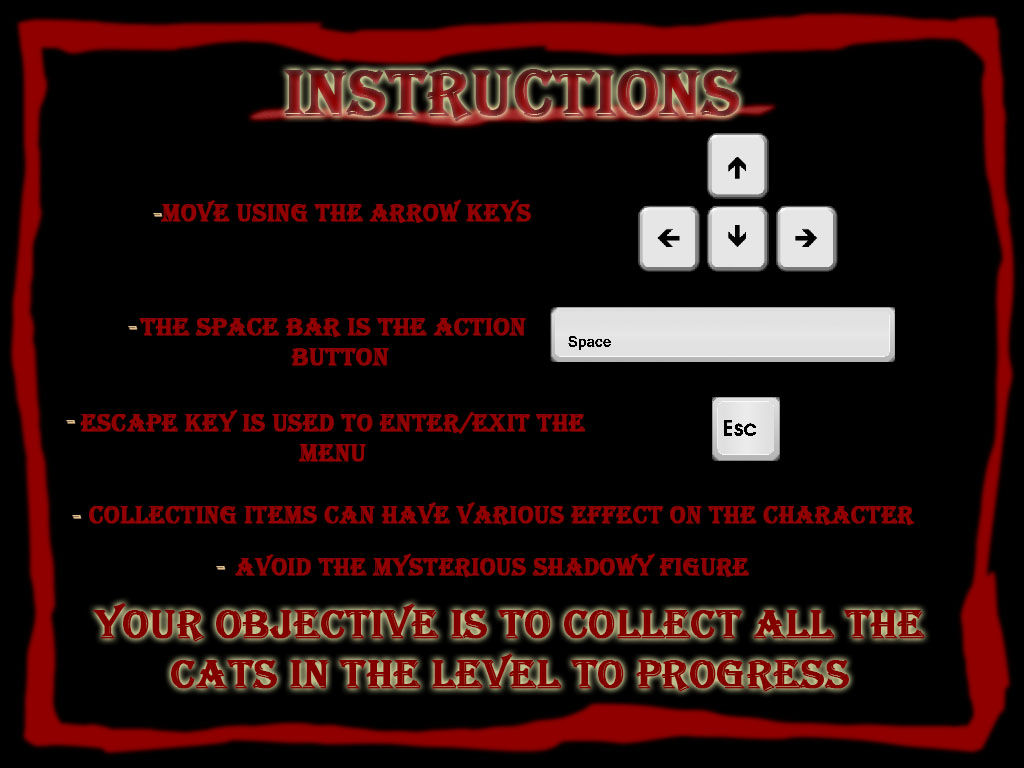 INSTRUCTIONS
-MOVE USING THE ARROW KEYS
↑
← ↓ →
-THE SPACE BAR IS THE ACTION
BUTTON
Space
- ESCAPE KEY IS USED TO ENTER/EXIT THE
MENU
Esc
- COLLECTING ITEMS CAN HAVE VARIOUS EFFECT ON THE CHARACTER
- AVOID THE MYSTERIOUS SHADOWY FIGURE
YOUR OBJECTIVE IS TO COLLECT ALL THE
CATS IN THE LEVEL TO PROGRESS